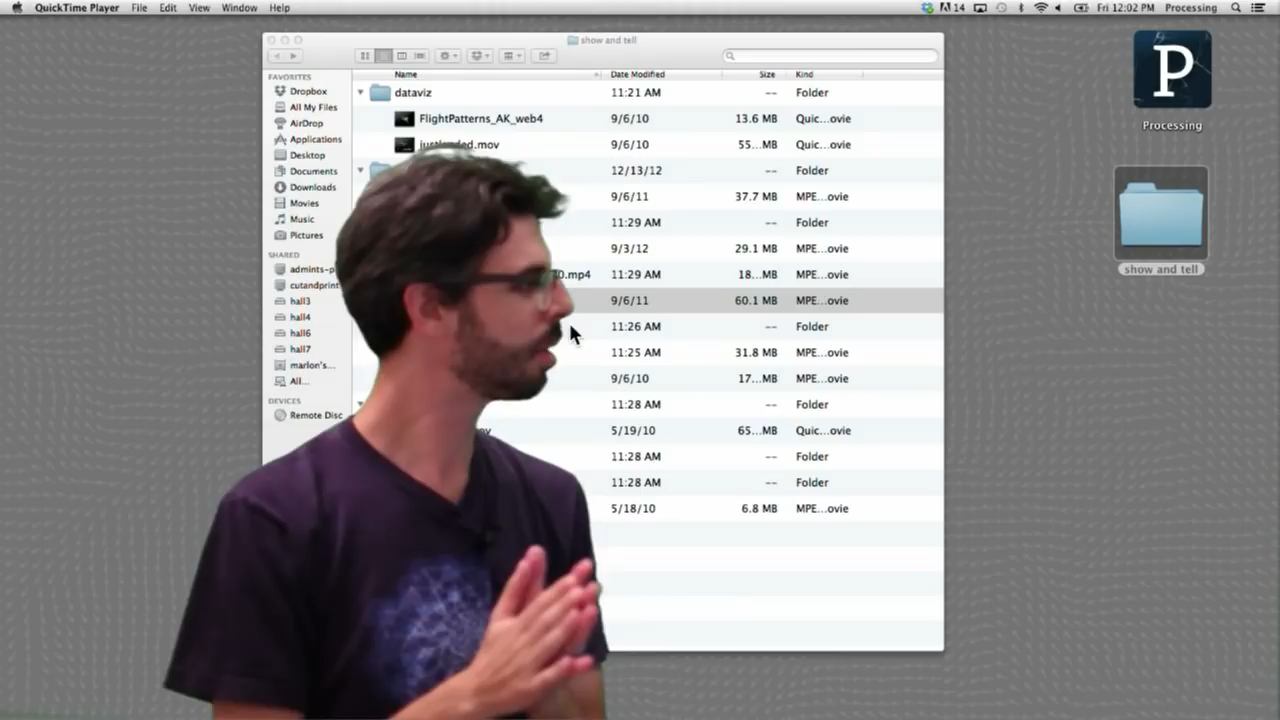 QuickTime Player File Edit View Window Help 14 Fri 12:02 PM Processing
show and tell
Name Date Modified Size Kind
FAVORITES
Dropbox
All My Files
AirDrop
Applications
Desktop
Documents
Downloads
Movies
Music
Pictures
SHARED
admints-p
cutandprint
hall3
hall4
hall6
hall7
marlon's...
All...
DEVICES
Remote Disc
dataviz 11:21 AM -- Folder
FlightPatterns_AK_web4 9/6/10 13.6 MB Quic...ovie
9/6/10 55...MB Quic...ovie
12/13/12 -- Folder
9/6/11 37.7 MB MPE...ovie
11:29 AM -- Folder
9/3/12 29.1 MB MPE...ovie
0.mp4 11:29 AM 18...MB MPE...ovie
9/6/11 60.1 MB MPE...ovie
11:26 AM -- Folder
11:25 AM 31.8 MB MPE...ovie
9/6/10 17...MB MPE...ovie
11:28 AM -- Folder
5/19/10 65...MB Quic...ovie
11:28 AM -- Folder
11:28 AM -- Folder
5/18/10 6.8 MB MPE...ovie
P
Processing
show and tell